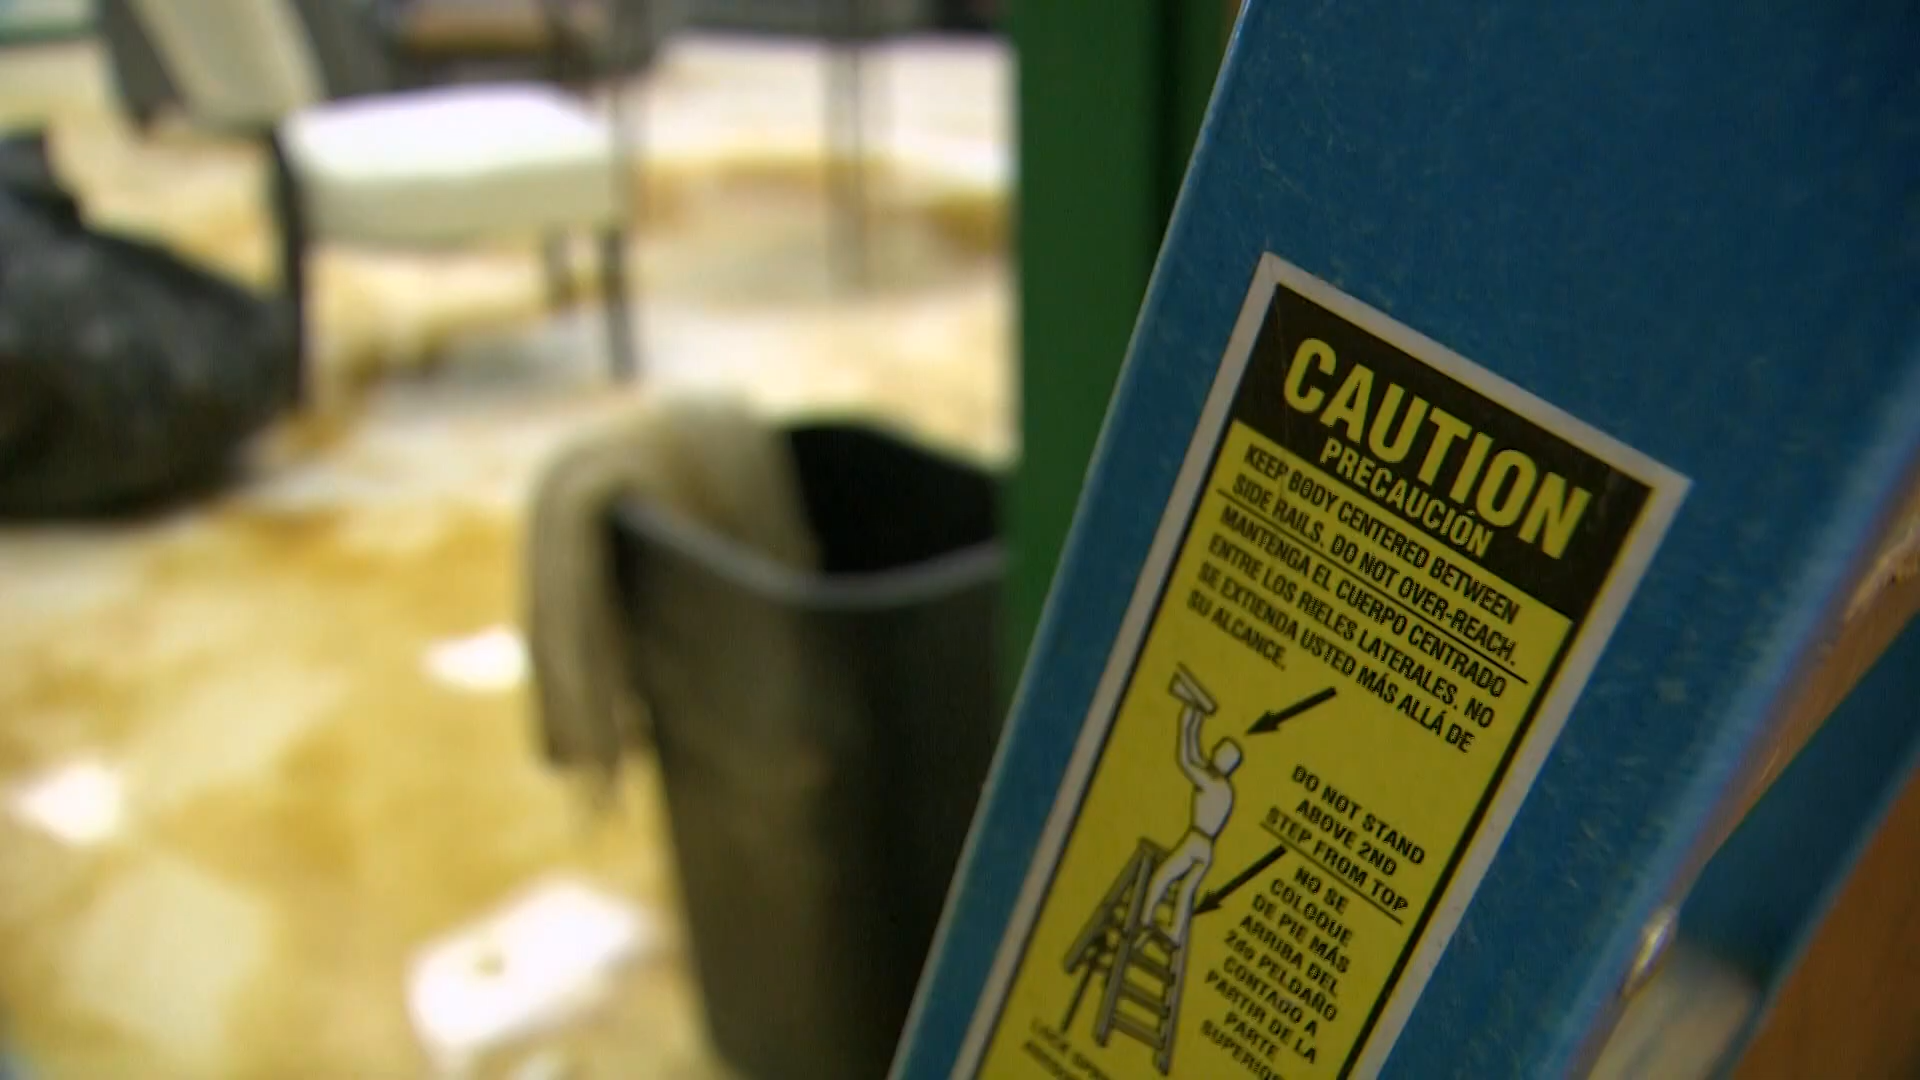 CAUTION
PRECAUCIÓN
KEEP BODY CENTERED BETWEEN
SIDE RAILS. DO NOT OVER-REACH.
MANTENGA EL CUERPO CENTRADO
ENTRE LOS RIELES LATERALES. NO
SE EXTIENDA USTED MÁS ALLÁ DE
SU ALCANCE.
DO NOT STAND
ABOVE 2ND
STEP FROM TOP
NO SE
COLOQUE
DE PIE MÁS
ARRIBA DEL
2do PELDAÑO
CONTADO A
PARTIR DE LA
PARTE
SUPERIOR